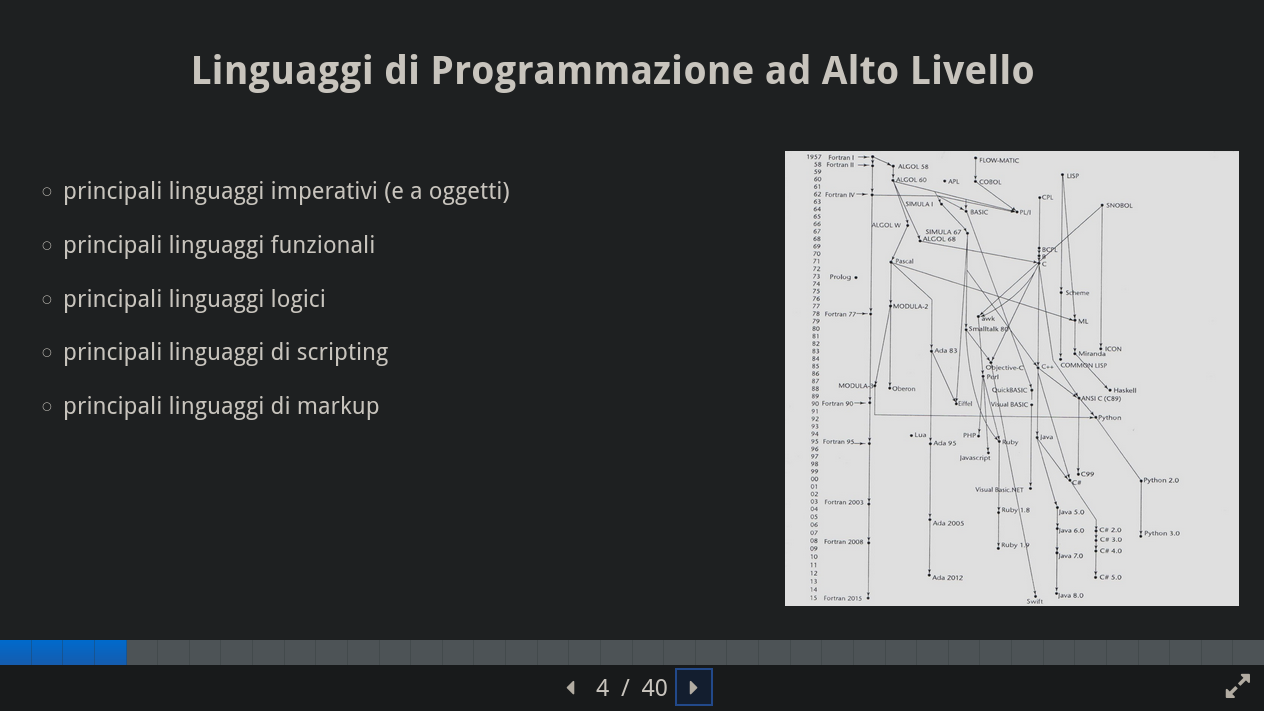 Linguaggi di Programmazione ad Alto Livello
principali linguaggi imperativi (e a oggetti)
principali linguaggi funzionali
principali linguaggi logici
principali linguaggi di scripting
principali linguaggi di markup
1957 Fortran I FLOW-MATIC
58 Fortran II ALGOL 58
59 LISP
60 ALGOL 60 APL COBOL
61
62 Fortran IV CPL
63 SIMULA I SNOBOL
64 BASIC PL/I
65
66 ALGOL W
67 SIMULA 67
68 ALGOL 68
69 BCPL
70 B
71 Pascal C
72
73 Prolog
74
75 Scheme
76
77 MODULA-2
78 Fortran 77 awk
79 ML
80 Smalltalk 80
81
82
83 Ada 83 ICON
84 Miranda
85 Objective-C C++ COMMON LISP
86
87 Perl
88 MODULA-3 Oberon QuickBASIC Haskell
89 ANSI C (C89)
90 Fortran 90 Eiffel Visual BASIC
91
92 Python
93
94 Lua PHP Java
95 Fortran 95 Ada 95 Ruby
96
97 Javascript
98
99 C99
00 C# Python 2.0
01 Visual Basic.NET
02
03 Fortran 2003 Ruby 1.8
04 Java 5.0
05 Ada 2005
06 Java 6.0 C# 2.0
07 C# 3.0 Python 3.0
08 Fortran 2008 Ruby 1.9
09 C# 4.0
10 Java 7.0
11
12 Ada 2012 C# 5.0
13
14 Java 8.0
15 Fortran 2015 Swift
4 / 40